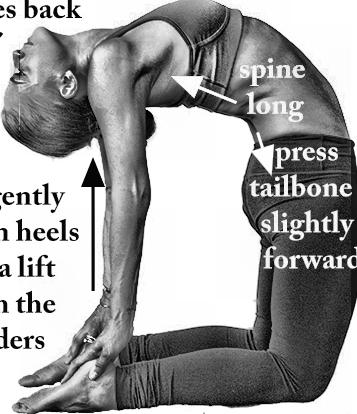 es back
spine
long
press
tailbone
slightly
forward
gently
heels
a lift
the
ders